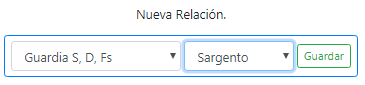 Nueva Relación.
Guardia S, D, Fs Sargento Guardar